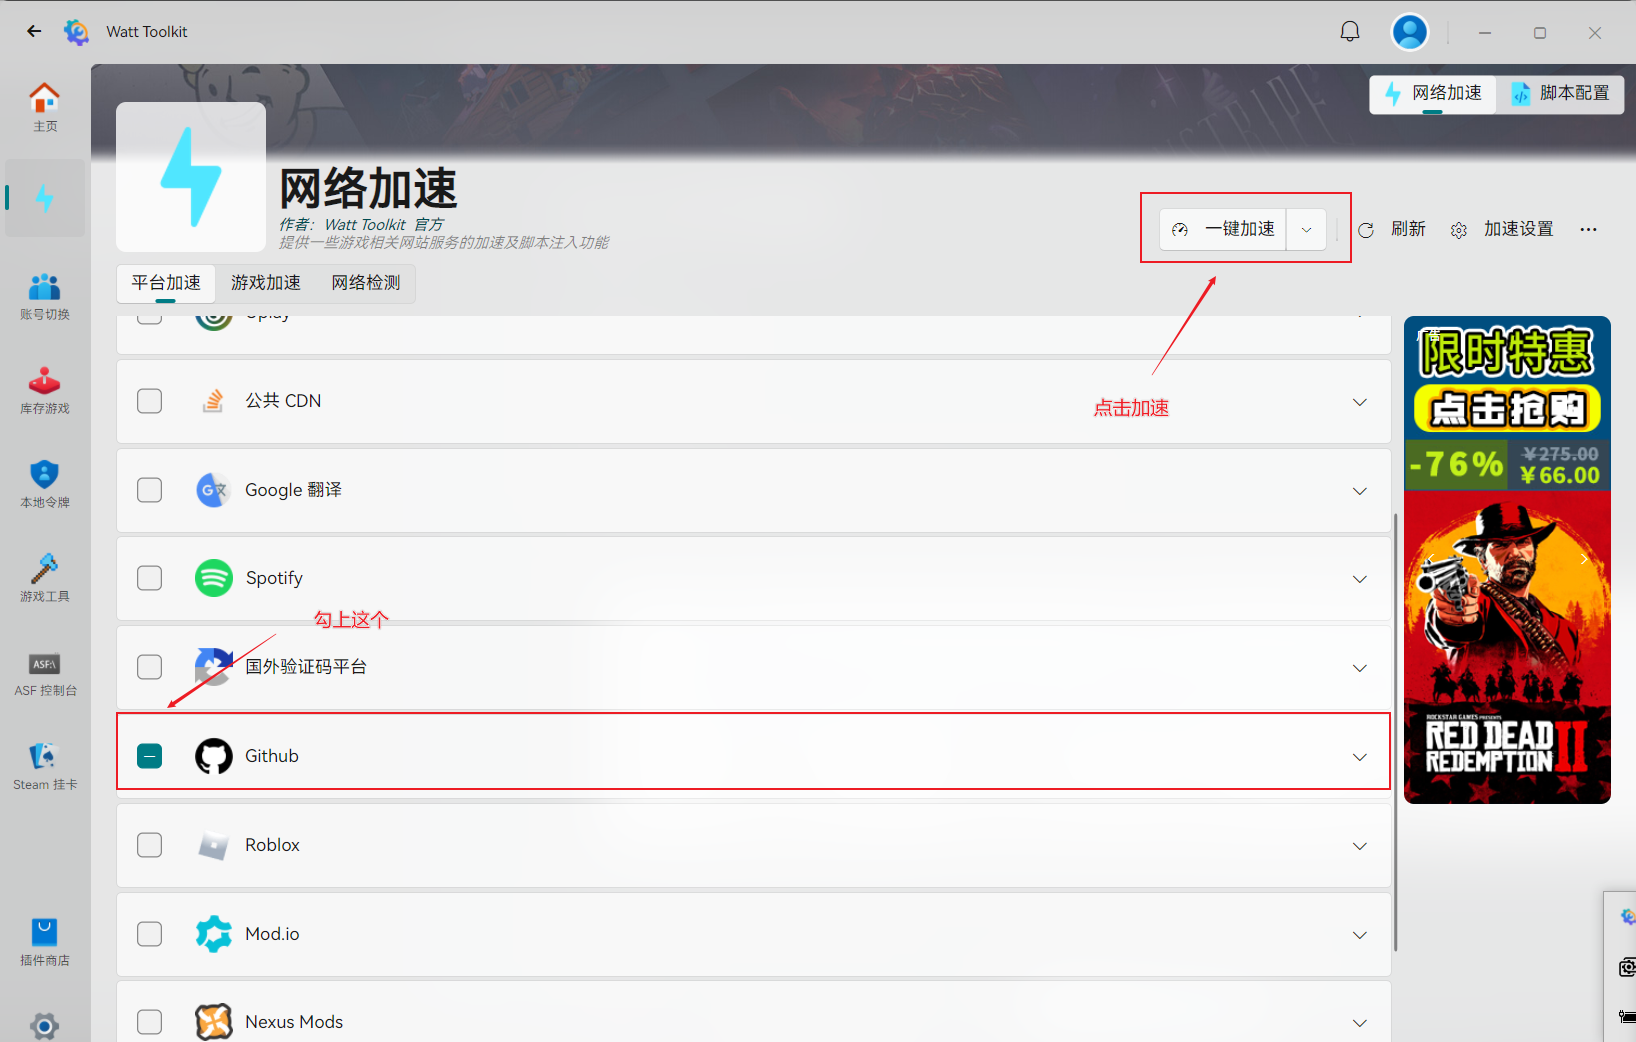 Watt Toolkit
主页
账号切换
库存游戏
本地令牌
游戏工具
ASF:\
ASF 控制台
Steam 挂卡
插件商店
网络加速
脚本配置
网络加速
作者: Watt Toolkit 官方
提供一些游戏相关网站服务的加速及脚本注入功能
一键加速
刷新
加速设置
平台加速
游戏加速
网络检测
点击加速
Uplay
公共 CDN
Google 翻译
Spotify
勾上这个
国外验证码平台
Github
Roblox
Mod.io
Nexus Mods
广告
限时特惠
点击抢购
-76%
¥275.00
¥66.00
ROCKSTAR GAMES PRESENTS
RED DEAD
REDEMPTION II